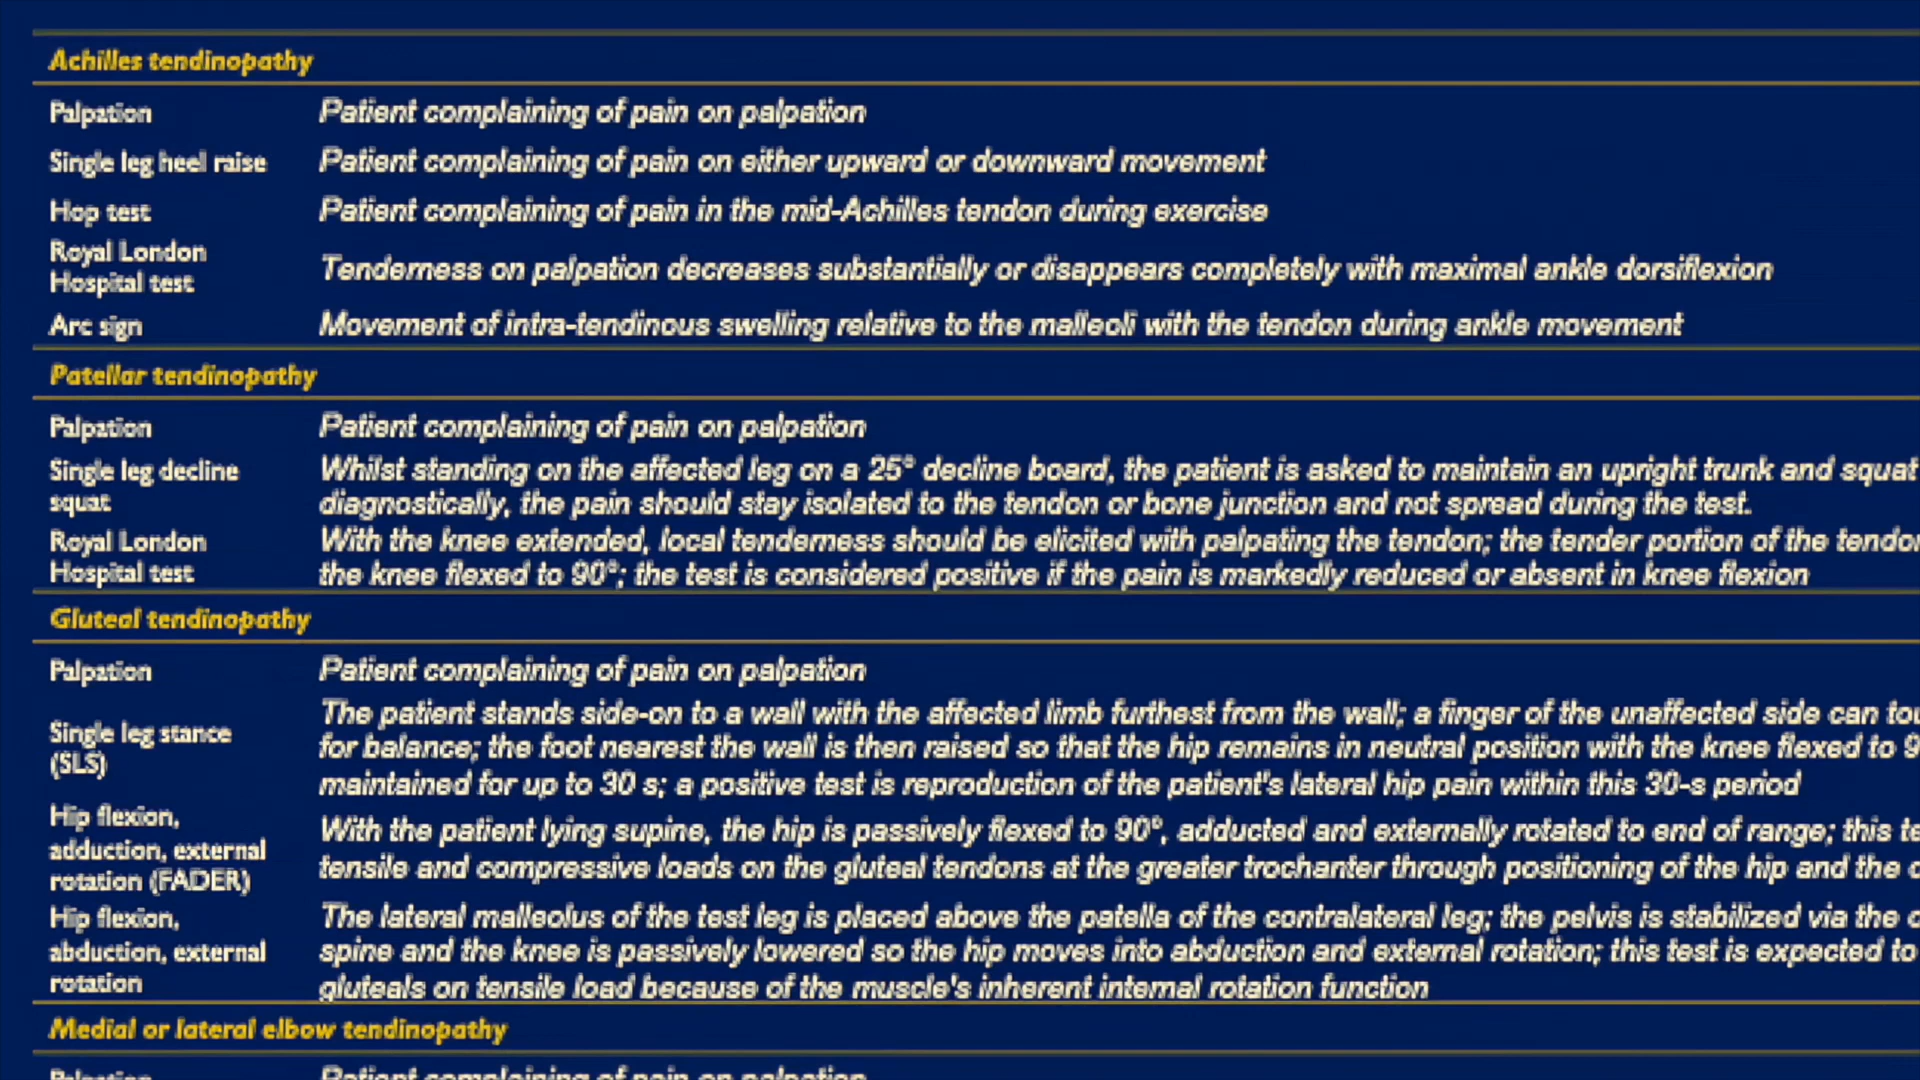 Achilles tendinopathy
Palpation Patient complaining of pain on palpation
Single leg heel raise Patient complaining of pain on either upward or downward movement
Hop test Patient complaining of pain in the mid-Achilles tendon during exercise
Royal London
Hospital test
Tenderness on palpation decreases substantially or disappears completely with maximal ankle dorsiflexion
Arc sign Movement of intra-tendinous swelling relative to the malleoli with the tendon during ankle movement
Patellar tendinopathy
Palpation Patient complaining of pain on palpation
Single leg decline
squat
Whilst standing on the affected leg on a 25° decline board, the patient is asked to maintain an upright trunk and squat
diagnostically, the pain should stay isolated to the tendon or bone junction and not spread during the test.
Royal London
Hospital test
With the knee extended, local tenderness should be elicited with palpating the tendon; the tender portion of the
the knee flexed to 90°; the test is considered positive if the pain is markedly reduced or absent in knee flexion
Gluteal tendinopathy
Palpation Patient complaining of pain on palpation
Single leg stance
(SLS)
The patient stands side-on to a wall with the affected limb furthest from the wall; a finger of the unaffected side can
for balance; the foot nearest the wall is then raised so that the hip remains in neutral position with the knee flexed to
maintained for up to 30 s; a positive test is reproduction of the patient's lateral hip pain within this 30-s period
Hip flexion,
adduction, external
rotation (FADER)
With the patient lying supine, the hip is passively flexed to 90°, adducted and externally rotated to end of range; this
tensile and compressive loads on the gluteal tendons at the greater trochanter through positioning of the hip and the
Hip flexion,
abduction, external
rotation
The lateral malleolus of the test leg is placed above the patella of the contralateral leg; the pelvis is stabilized via the
spine and the knee is passively lowered so the hip moves into abduction and external rotation; this test is expected to
gluteals on tensile load because of the muscle's inherent internal rotation function
Medial or lateral elbow tendinopathy
Palpation Patient complaining of pain on palpation